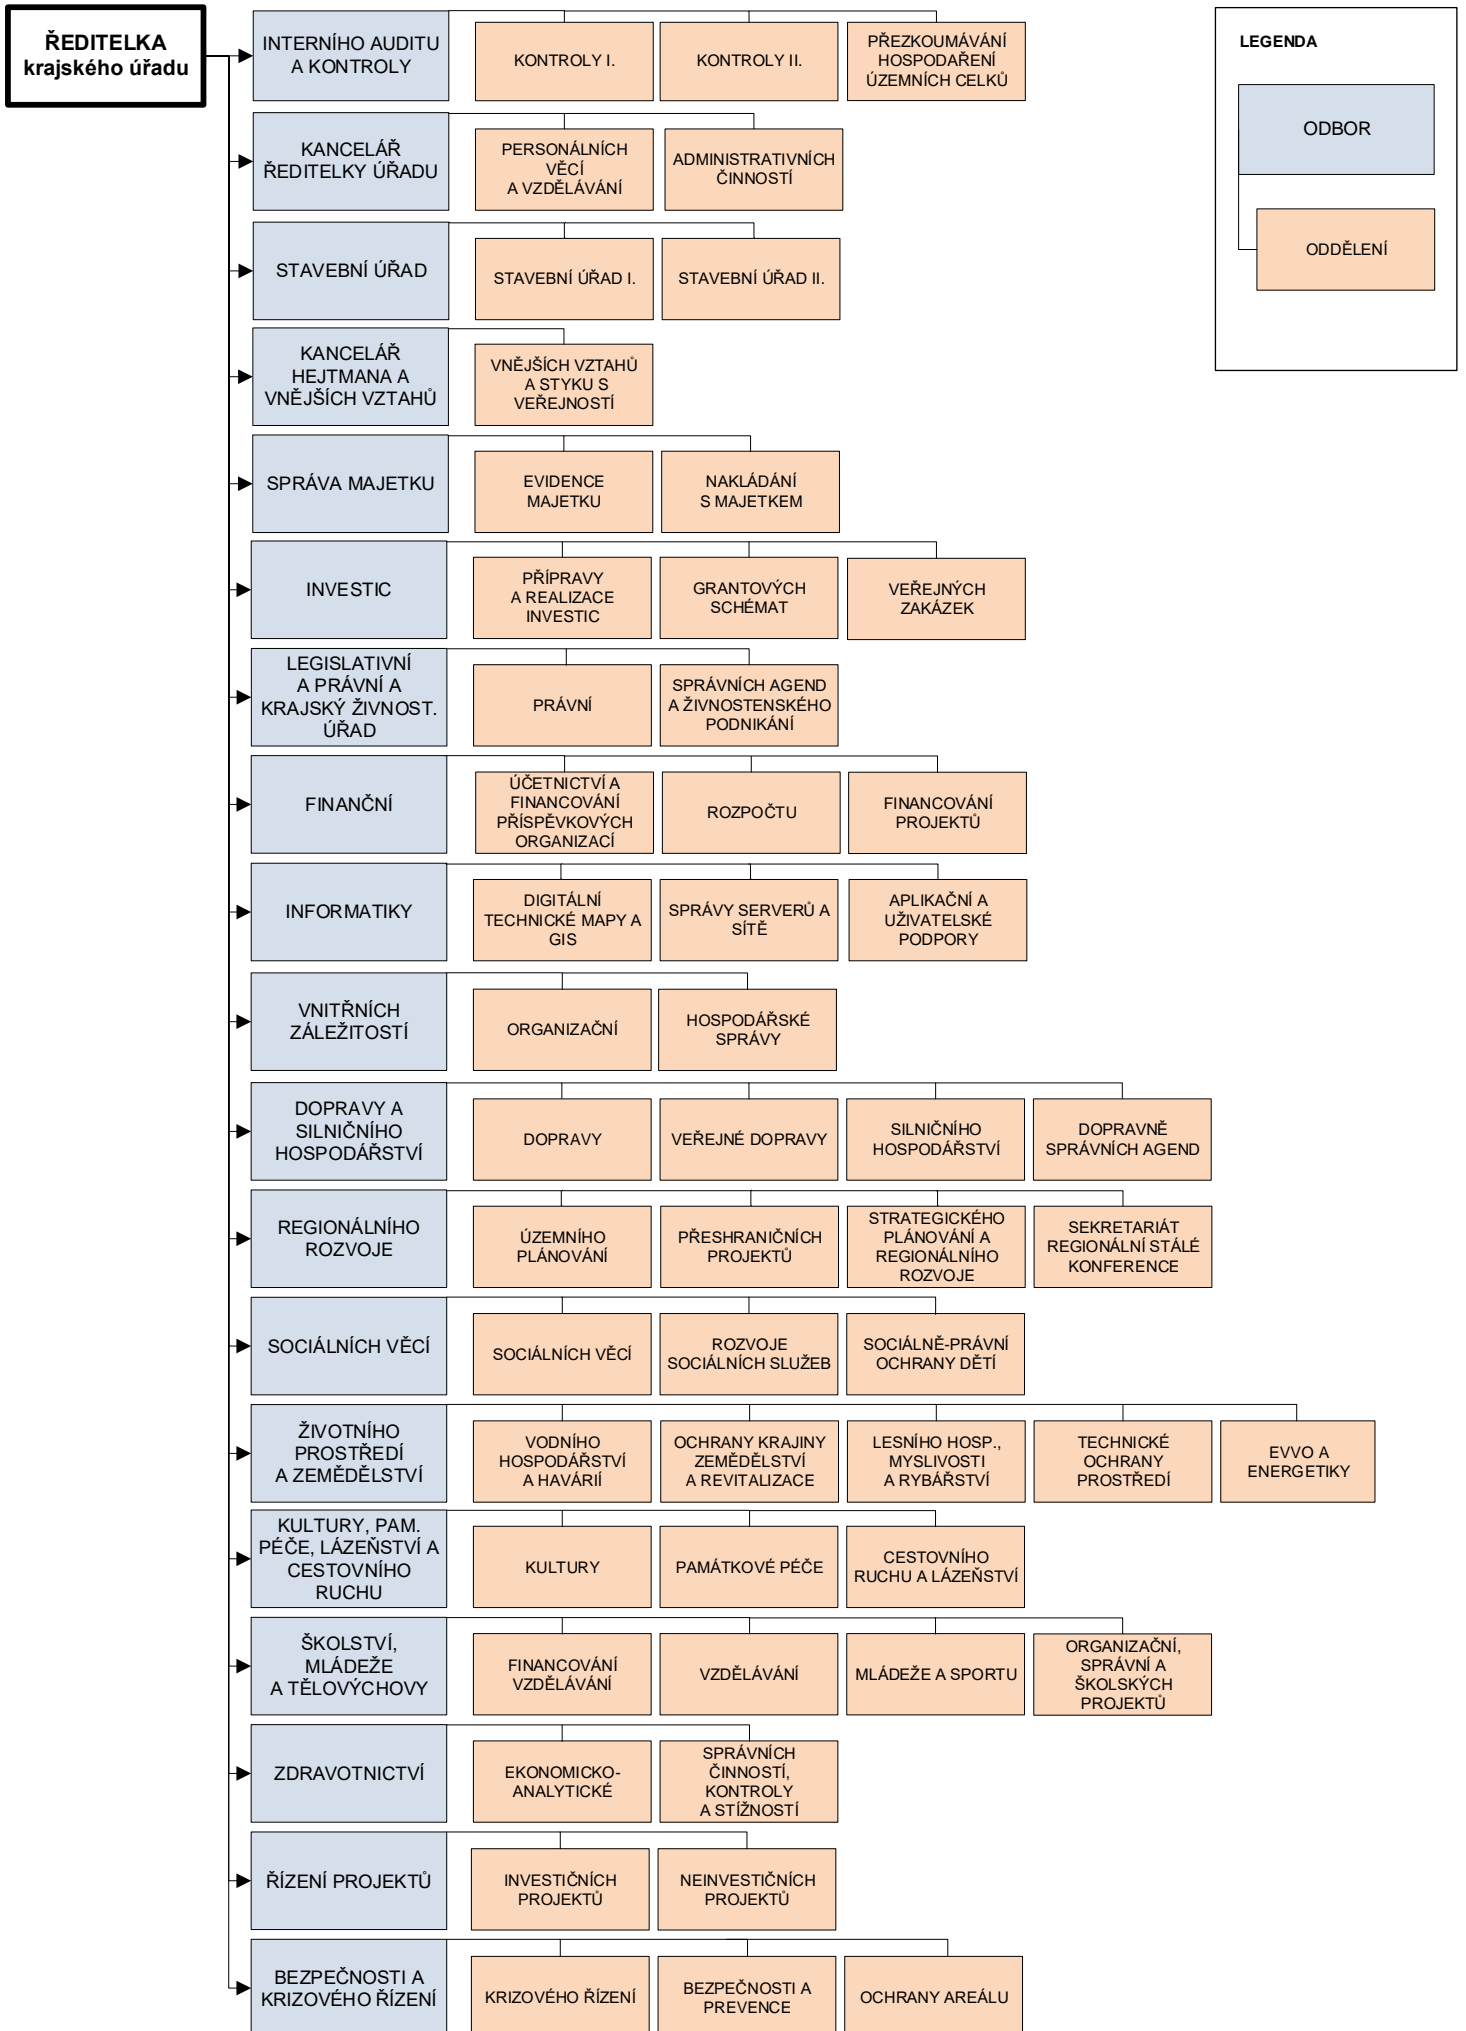 ŘEDITELKA
krajského úřadu
INTERNÍHO AUDITU
A KONTROLY
KONTROLY I.
KONTROLY II.
PŘEZKOUMÁVÁNÍ
HOSPODAŘENÍ
ÚZEMNÍCH CELKŮ
LEGENDA
ODBOR
ODDĚLENÍ
KANCELÁŘ
ŘEDITELKY ÚŘADU
PERSONÁLNÍCH
VĚCÍ
A VZDĚLÁVÁNÍ
ADMINISTRATIVNÍCH
ČINNOSTÍ
STAVEBNÍ ÚŘAD
STAVEBNÍ ÚŘAD I.
STAVEBNÍ ÚŘAD II.
KANCELÁŘ
HEJTMANA A
VNĚJŠÍCH VZTAHŮ
VNĚJŠÍCH VZTAHŮ
A STYKU S
VEŘEJNOSTÍ
SPRÁVA MAJETKU
EVIDENCE
MAJETKU
NAKLÁDÁNÍ
S MAJETKEM
INVESTIC
PŘÍPRAVY
A REALIZACE
INVESTIC
GRANTOVÝCH
SCHÉMAT
VEŘEJNÝCH
ZAKÁZEK
LEGISLATIVNÍ
A PRÁVNÍ A
KRAJSKÝ ŽIVNOST.
ÚŘAD
PRÁVNÍ
SPRÁVNÍCH AGEND
A ŽIVNOSTENSKÉHO
PODNIKÁNÍ
FINANČNÍ
ÚČETNICTVÍ A
FINANCOVÁNÍ
PŘÍSPĚVKOVÝCH
ORGANIZACÍ
ROZPOČTU
FINANCOVÁNÍ
PROJEKTŮ
INFORMATIKY
DIGITÁLNÍ
TECHNICKÉ MAPY A
GIS
SPRÁVY SERVERŮ A
SÍTĚ
APLIKAČNÍ A
UŽIVATELSKÉ
PODPORY
VNITŘNÍCH
ZÁLEŽITOSTÍ
ORGANIZAČNÍ
HOSPODÁŘSKÉ
SPRÁVY
DOPRAVY A
SILNIČNÍHO
HOSPODÁŘSTVÍ
DOPRAVY
VEŘEJNÉ DOPRAVY
SILNIČNÍHO
HOSPODÁŘSTVÍ
DOPRAVNĚ
SPRÁVNÍCH AGEND
REGIONÁLNÍHO
ROZVOJE
ÚZEMNÍHO
PLÁNOVÁNÍ
PŘESHRANIČNÍCH
PROJEKTŮ
STRATEGICKÉHO
PLÁNOVÁNÍ A
REGIONÁLNÍHO
ROZVOJE
SEKRETARIÁT
REGIONÁLNÍ STÁLÉ
KONFERENCE
SOCIÁLNÍCH VĚCÍ
SOCIÁLNÍCH VĚCÍ
ROZVOJE
SOCIÁLNÍCH SLUŽEB
SOCIÁLNĚ-PRÁVNÍ
OCHRANY DĚTÍ
ŽIVOTNÍHO
PROSTŘEDÍ
A ZEMĚDĚLSTVÍ
VODNÍHO
HOSPODÁŘSTVÍ
A HAVÁRIÍ
OCHRANY KRAJINY
ZEMĚDĚLSTVÍ
A REVITALIZACE
LESNÍHO HOSP.,
MYSLIVOSTI
A RYBÁŘSTVÍ
TECHNICKÉ
OCHRANY
PROSTŘEDÍ
EVVO A
ENERGETIKY
KULTURY, PAM.
PÉČE, LÁZEŇSTVÍ A
CESTOVNÍHO
RUCHU
KULTURY
PAMÁTKOVÉ PÉČE
CESTOVNÍHO
RUCHU A LÁZEŇSTVÍ
ŠKOLSTVÍ,
MLÁDEŽE
A TĚLOVÝCHOVY
FINANCOVÁNÍ
VZDĚLÁVÁNÍ
VZDĚLÁVÁNÍ
MLÁDEŽE A SPORTU
ORGANIZAČNÍ,
SPRÁVNÍ A
ŠKOLSKÝCH
PROJEKTŮ
ZDRAVOTNICTVÍ
EKONOMICKO-
ANALYTICKÉ
SPRÁVNÍCH
ČINNOSTÍ,
KONTROLY
A STÍŽNOSTÍ
ŘÍZENÍ PROJEKTŮ
INVESTIČNÍCH
PROJEKTŮ
NEINVESTIČNÍCH
PROJEKTŮ
BEZPEČNOSTI A
KRIZOVÉHO ŘÍZENÍ
KRIZOVÉHO ŘÍZENÍ
BEZPEČNOSTI A
PREVENCE
OCHRANY AREÁLU